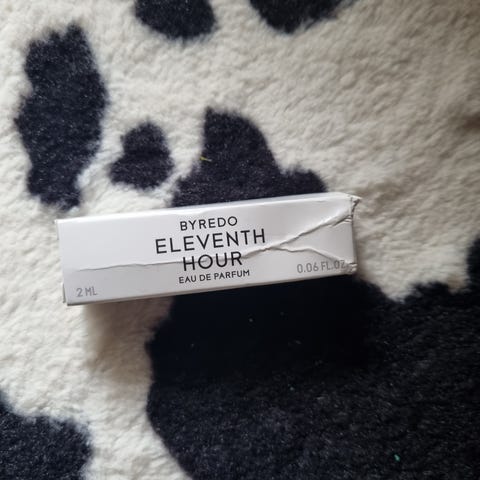 BYREDO
ELEVENTH
HOUR
EAU DE PARFUM
2 ML
0.06 FL.OZ